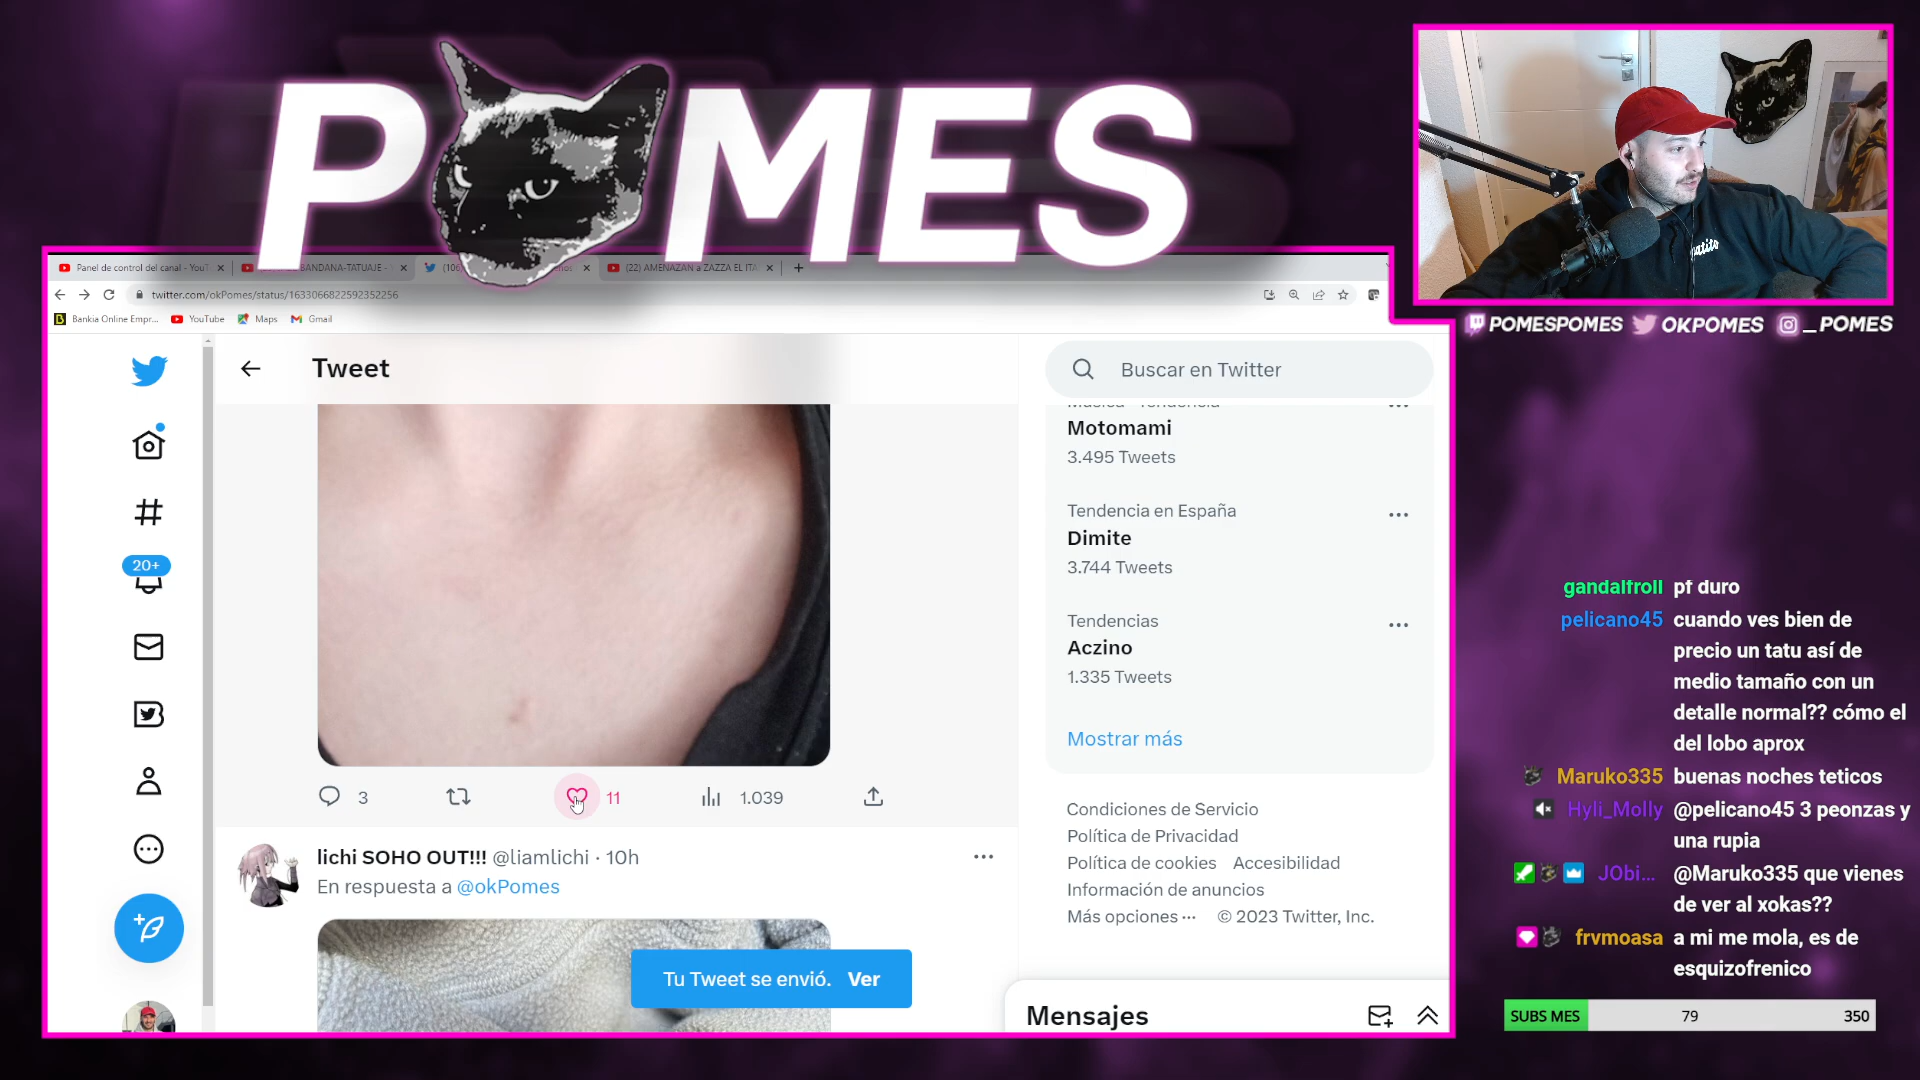 POMES
Panel de control del canal - YouT
BANDANA-TATUAJE -
(22) AMENAZAN a ZAZZA EL ITA
twitter.com/okPomes/status/1633066822592352256
Bankia Online Empr...
YouTube
Maps
Gmail
POMESPOMES
OKPOMES
_POMES
Tweet
Buscar en Twitter
Motomami
3.495 Tweets
Tendencia en España
Dimite
3.744 Tweets
Tendencias
Aczino
1.335 Tweets
Mostrar más
20+
3
11
1.039
lichi SOHO OUT!!! @liamlichi · 10h
En respuesta a @okPomes
Tu Tweet se envió. Ver
Condiciones de Servicio
Política de Privacidad
Política de cookies Accesibilidad
Información de anuncios
Más opciones ··· © 2023 Twitter, Inc.
Mensajes
gandalfroll pf duro
pelicano45 cuando ves bien de
precio un tatu así de
medio tamaño con un
detalle normal?? cómo el
del lobo aprox
Maruko335 buenas noches teticos
Hyli_Molly @pelicano45 3 peonzas y
una rupia
JObi... @Maruko335 que vienes
de ver al xokas??
frvmoasa a mi me mola, es de
esquizofrenico
SUBS MES 79 350